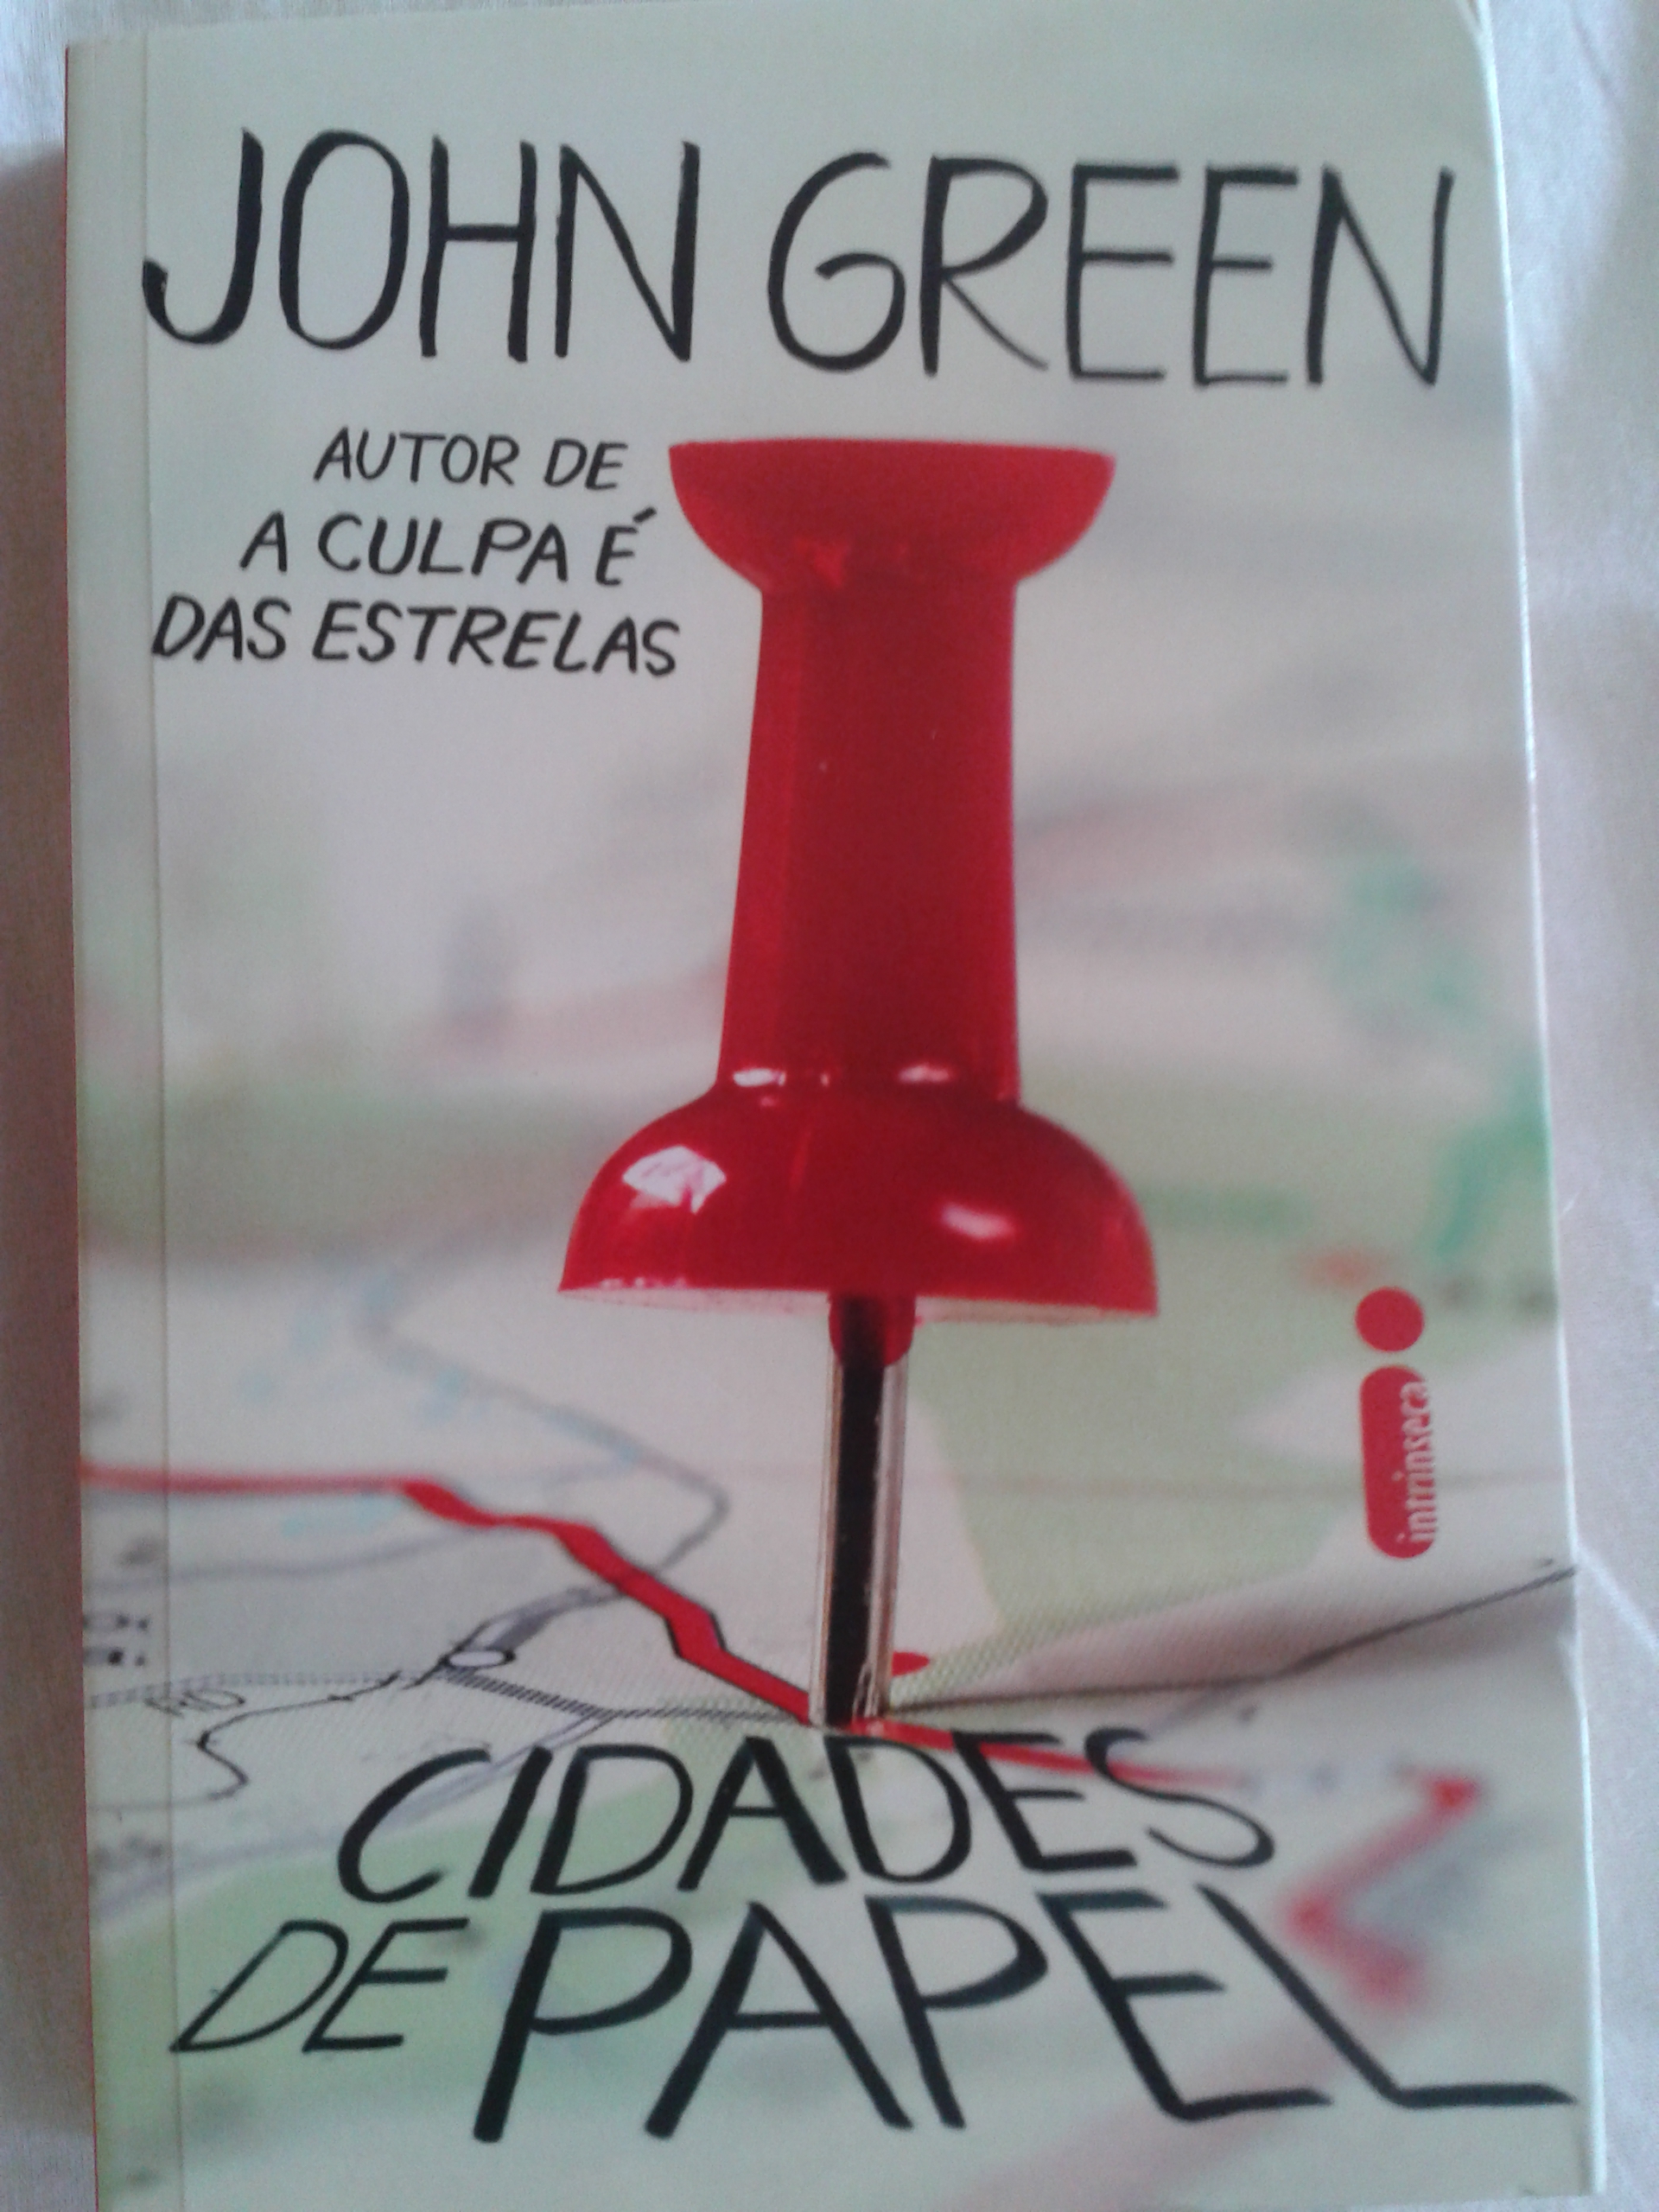 JOHN GREEN
AUTOR DE
A CULPA É
DAS ESTRELAS
intrínseca
CIDADES
DE PAPEL